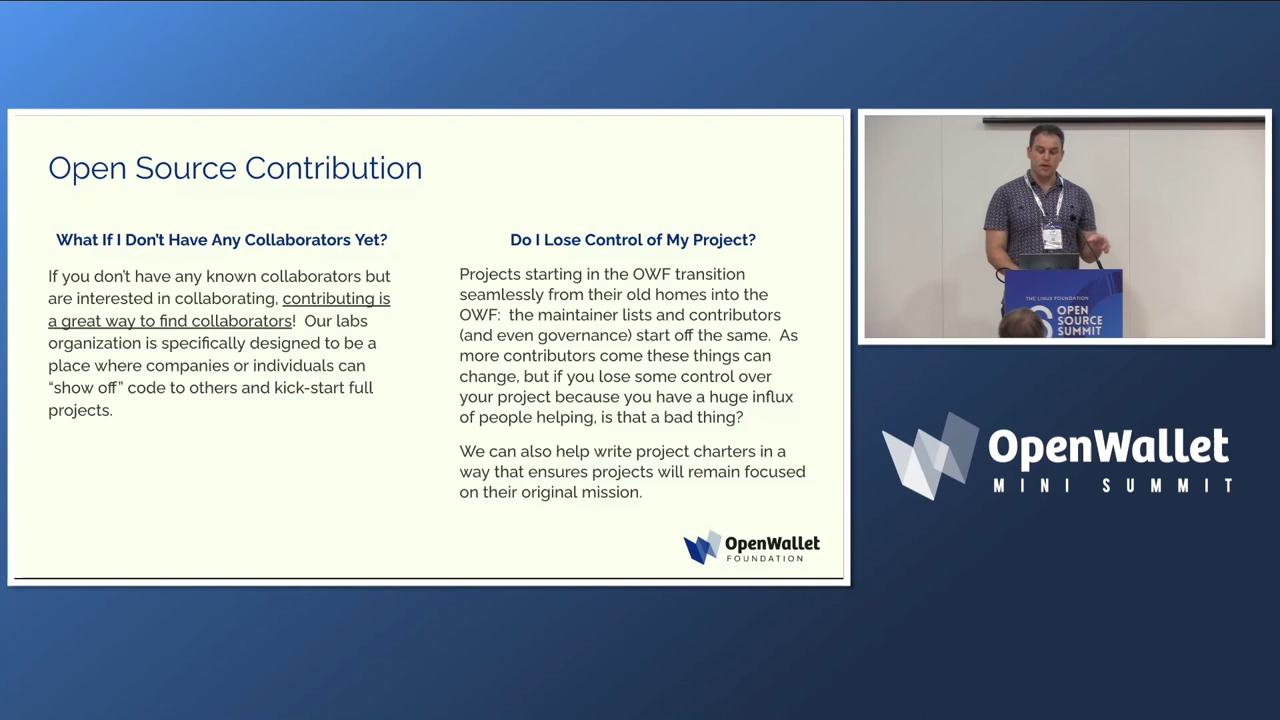 Open Source Contribution
What If I Don't Have Any Collaborators Yet?
If you don't have any known collaborators but
are interested in collaborating, contributing is
a great way to find collaborators! Our labs
organization is specifically designed to be a
place where companies or individuals can
“show off” code to others and kick-start full
projects.
Do I Lose Control of My Project?
Projects starting in the OWF transition
seamlessly from their old homes into the
OWF: the maintainer lists and contributors
(and even governance) start off the same. As
more contributors come these things can
change, but if you lose some control over
your project because you have a huge influx
of people helping, is that a bad thing?
We can also help write project charters in a
way that ensures projects will remain focused
on their original mission.
OpenWallet
FOUNDATION
THE LINUX FOUNDATION
OPEN
SOURCE
SUMMIT
OpenWallet
MINI SUMMIT